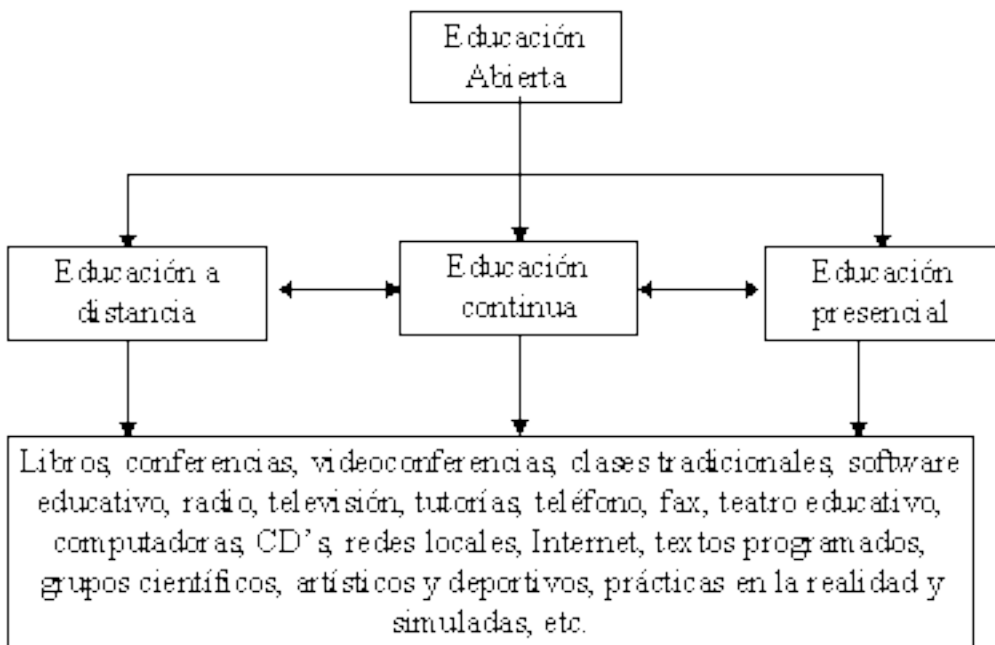 Educación
Abierta
Educación a
distancia
Educación
continua
Educación
presencial
Libros, conferencias, videoconferencias, clases tradicionales, software
educativo, radio, televisión, tutorías, teléfono, fax, teatro educativo,
computadoras, CD's, redes locales, Internet, textos programados,
grupos científicos, artísticos y deportivos, prácticas en la realidad y
simuladas, etc.